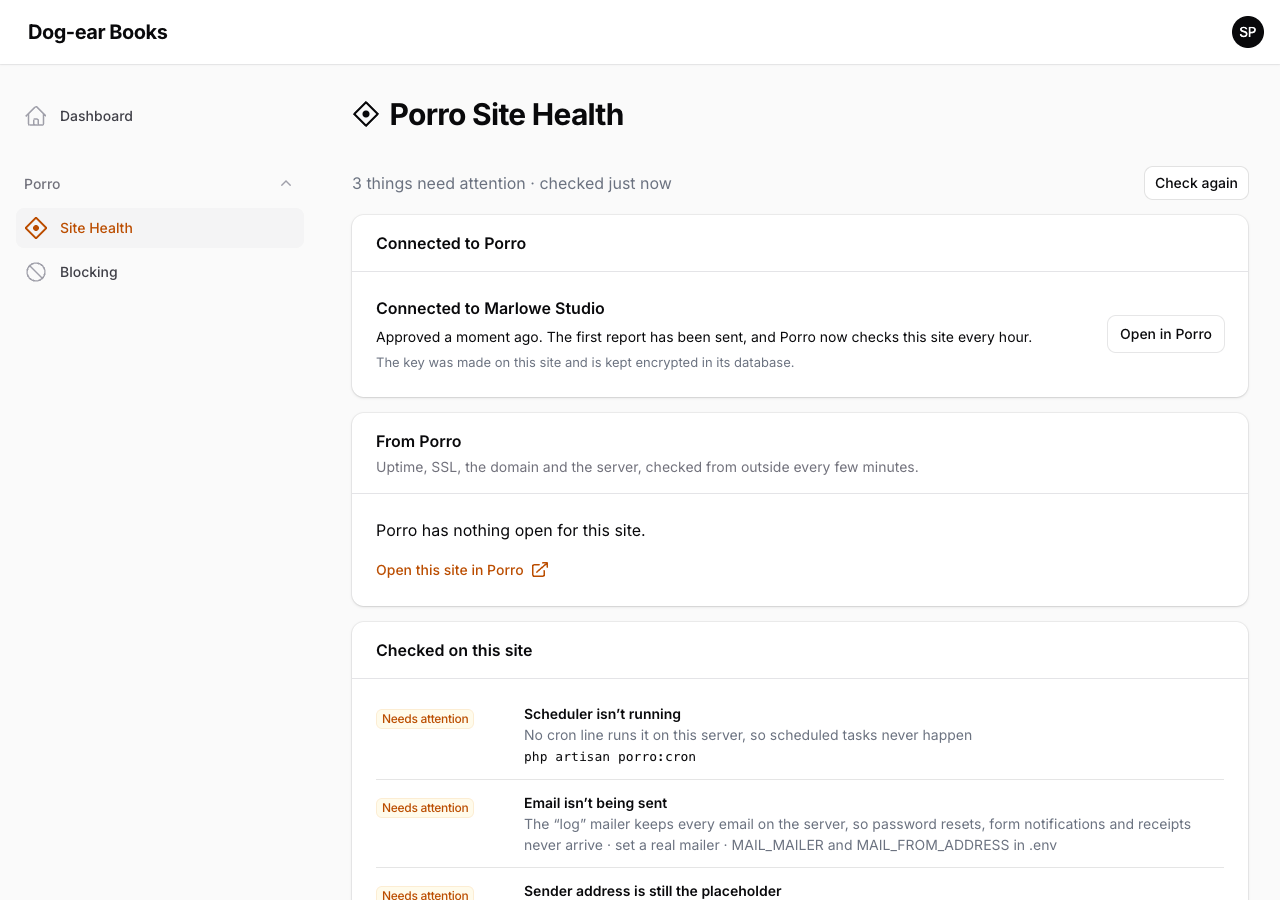 Dog-ear Books
SP
Dashboard
Porro
Site Health
Blocking
Porro Site Health
3 things need attention · checked just now
Check again
Connected to Porro
Connected to Marlowe Studio
Approved a moment ago. The first report has been sent, and Porro now checks this site every hour.
The key was made on this site and is kept encrypted in its database.
Open in Porro
From Porro
Uptime, SSL, the domain and the server, checked from outside every few minutes.
Porro has nothing open for this site.
Open this site in Porro
Checked on this site
Needs attention
Scheduler isn’t running
No cron line runs it on this server, so scheduled tasks never happen
php artisan porro:cron
Needs attention
Email isn’t being sent
The “log” mailer keeps every email on the server, so password resets, form notifications and receipts
never arrive · set a real mailer · MAIL_MAILER and MAIL_FROM_ADDRESS in .env
Needs attention
Sender address is still the placeholder